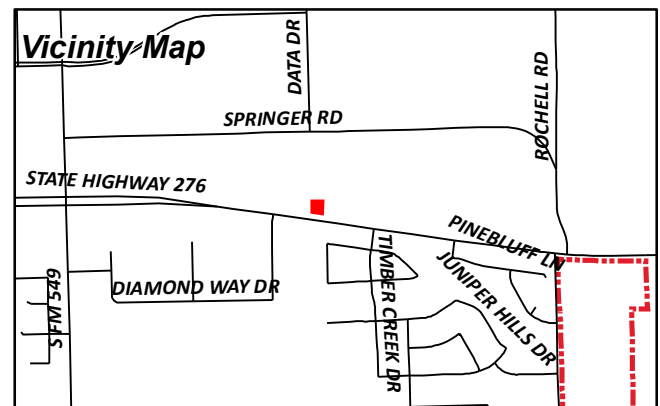 Vicinity Map
DATA DR
ROCHELL RD
SPRINGER RD
STATE HIGHWAY 276
PINEBLUFF LN
S FM 549
DIAMOND WAY DR
TIMBER CREEK DR
JUNIPER HILLS DR